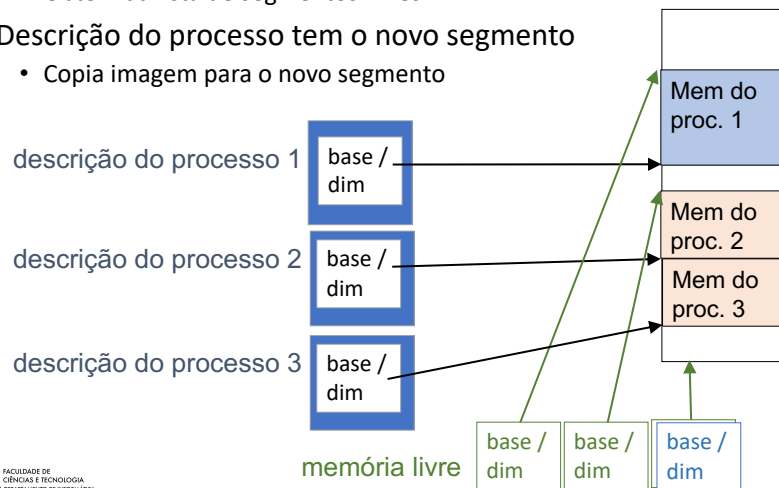 Descrição do processo tem o novo segmento
• Copia imagem para o novo segmento
Mem do
proc. 1
descrição do processo 1
base /
dim
Mem do
proc. 2
descrição do processo 2
base /
dim
Mem do
proc. 3
descrição do processo 3
base /
dim
memória livre
base /
dim
base /
dim
base /
dim
FACULDADE DE
CIÊNCIAS E TECNOLOGIA